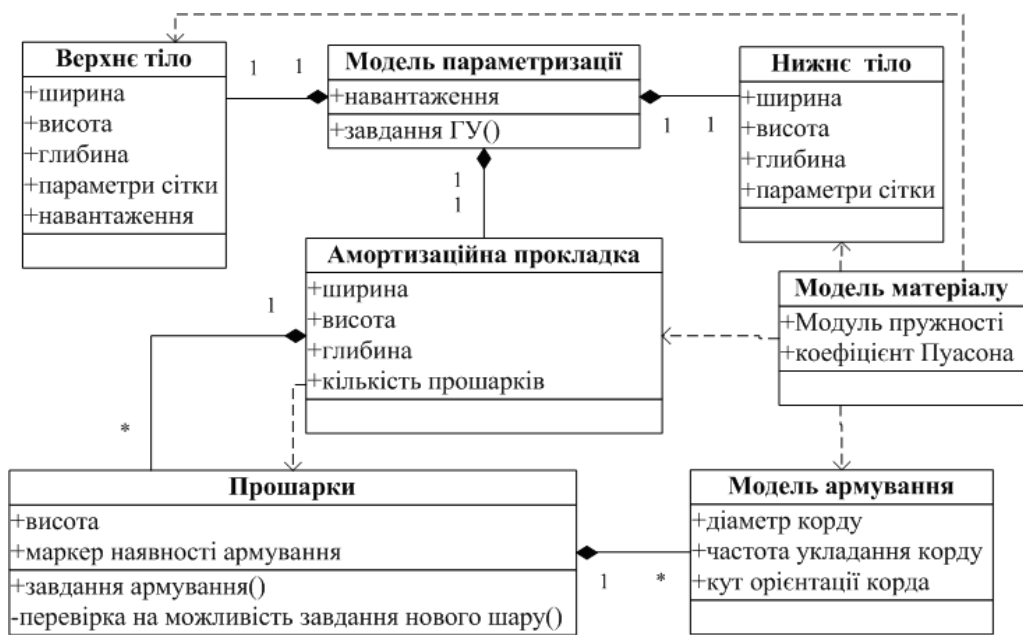 Верхнє тіло
+ширина
+висота
+глибина
+параметри сітки
+навантаження
1
1
Модель параметризації
+навантаження
+завдання ГУ()
1
1
Нижнє тіло
+ширина
+висота
+глибина
+параметри сітки
1
1
Амортизаційна прокладка
+ширина
+висота
+глибина
+кількість прошарків
Модель матеріалу
+Модуль пружності
+коефіцієнт Пуасона
1
*
Прошарки
+висота
+маркер наявності армування
+завдання армування()
-перевірка на можливість завдання нового шару()
1
*
Модель армування
+діаметр корду
+частота укладання корду
+кут орієнтації корда